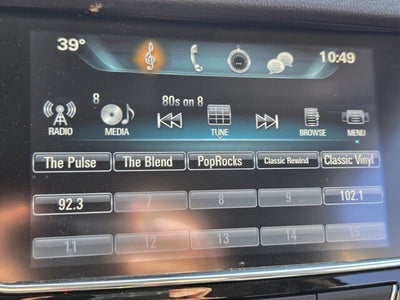 39° 10:49
8 80s on 8
RADIO MEDIA TUNE BROWSE MENU
The Pulse The Blend PopRocks Classic Rewind Classic Vinyl
92.3 7 8 9 102.1
11 12 13 14 15